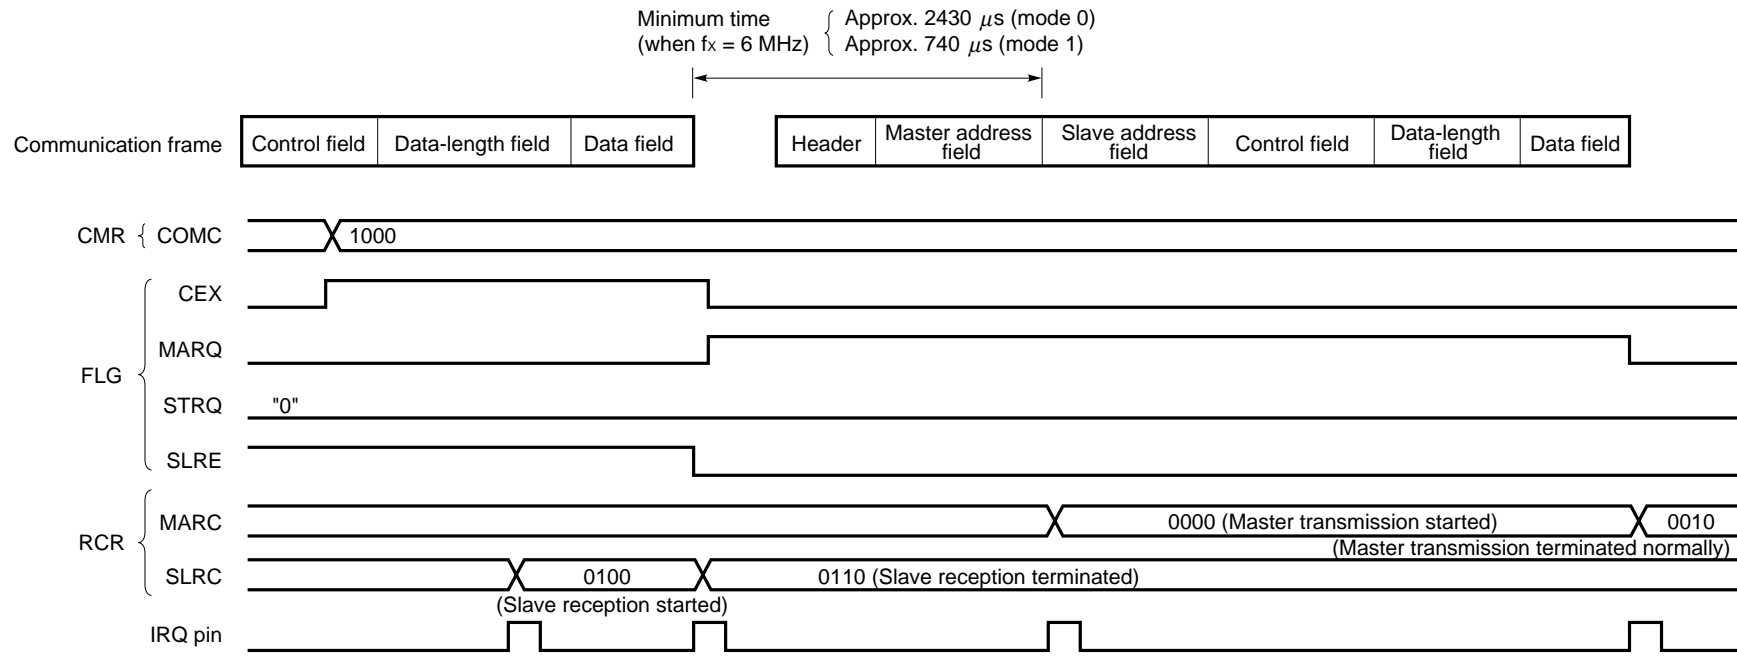 Minimum time
(when fx = 6 MHz)
Approx. 2430 μs (mode 0)
Approx. 740 μs (mode 1)
Communication frame
Control field
Data-length field
Data field
Header
Master address
field
Slave address
field
Control field
Data-length
field
Data field
CMR
COMC
1000
FLG
CEX
MARQ
STRQ
"0"
SLRE
RCR
MARC
0000 (Master transmission started)
0010
(Master transmission terminated normally)
SLRC
0100
(Slave reception started)
0110 (Slave reception terminated)
IRQ pin